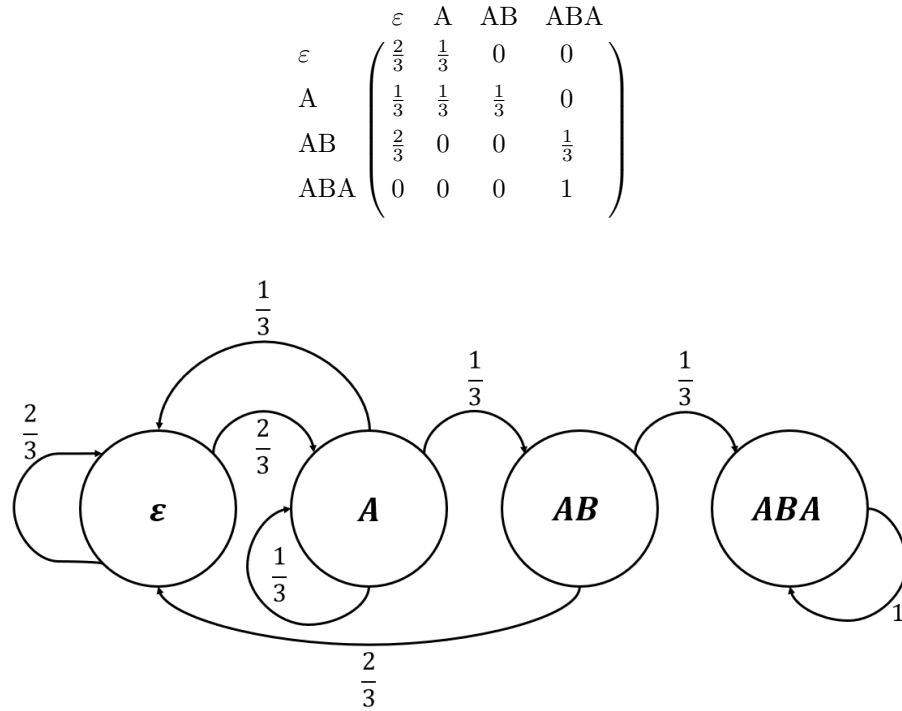 ε A AB ABA
ε 2/3 1/3 0 0
A 1/3 1/3 1/3 0
AB 2/3 0 0 1/3
ABA 0 0 0 1
1/3
1/3
1/3
2/3
2/3
ε
A
AB
ABA
1/3
1
2/3